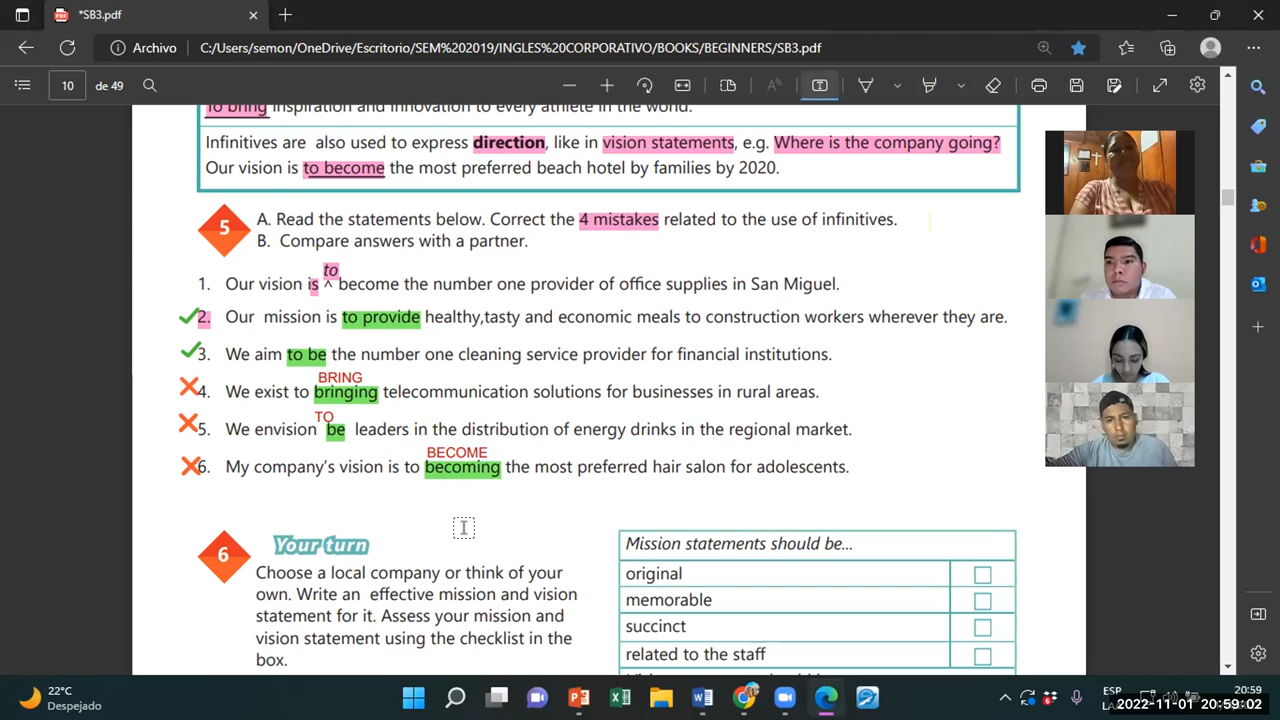 *SB3.pdf
Archivo
C:/Users/semon/OneDrive/Escritorio/SEM%202019/INGLES%20CORPORATIVO/BOOKS/BEGINNERS/SB3.pdf
10 de 49
To bring inspiration and innovation to every athlete in the world.
Infinitives are also used to express direction, like in vision statements, e.g. Where is the company going?
Our vision is to become the most preferred beach hotel by families by 2020.
5
A. Read the statements below. Correct the 4 mistakes related to the use of infinitives.
B. Compare answers with a partner.
to
1. Our vision is ^ become the number one provider of office supplies in San Miguel.
2. Our mission is to provide healthy,tasty and economic meals to construction workers wherever they are.
3. We aim to be the number one cleaning service provider for financial institutions.
BRING
4. We exist to bringing telecommunication solutions for businesses in rural areas.
TO
5. We envision be leaders in the distribution of energy drinks in the regional market.
BECOME
6. My company's vision is to becoming the most preferred hair salon for adolescents.
6
Your turn
Choose a local company or think of your
own. Write an effective mission and vision
statement for it. Assess your mission and
vision statement using the checklist in the
box.
Mission statements should be...
original
memorable
succinct
related to the staff
22°C
Despejado
ESP
20:59
2022-11-01 20:59:02